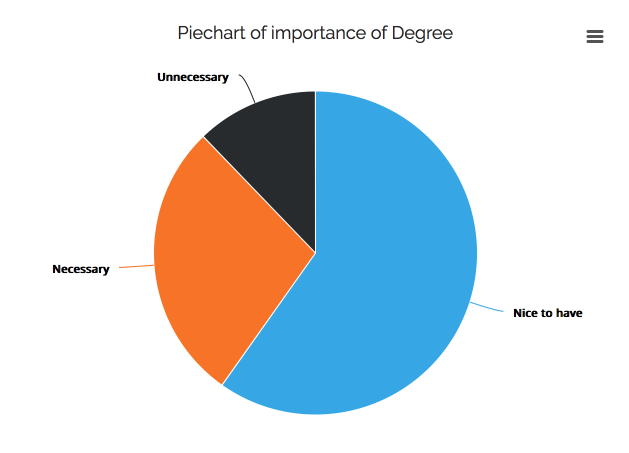 Piechart of importance of Degree
Unnecessary
Necessary
Nice to have